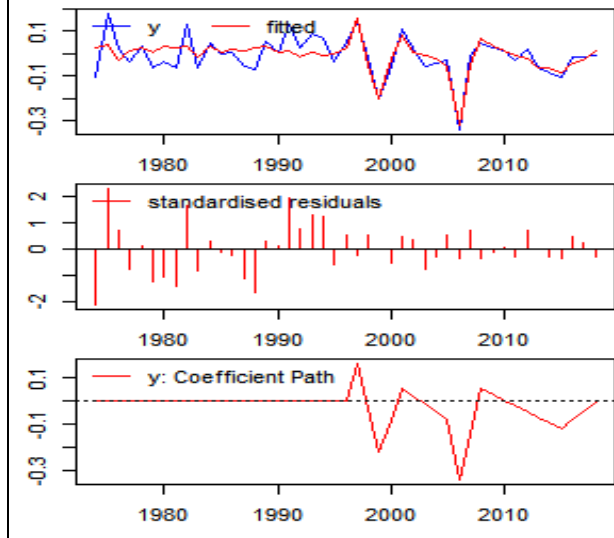 0.1
-0.1
-0.3
y fitted
1980 1990 2000 2010
2
1
0
-2
standardised residuals
1980 1990 2000 2010
0.1
-0.1
-0.3
y: Coefficient Path
1980 1990 2000 2010